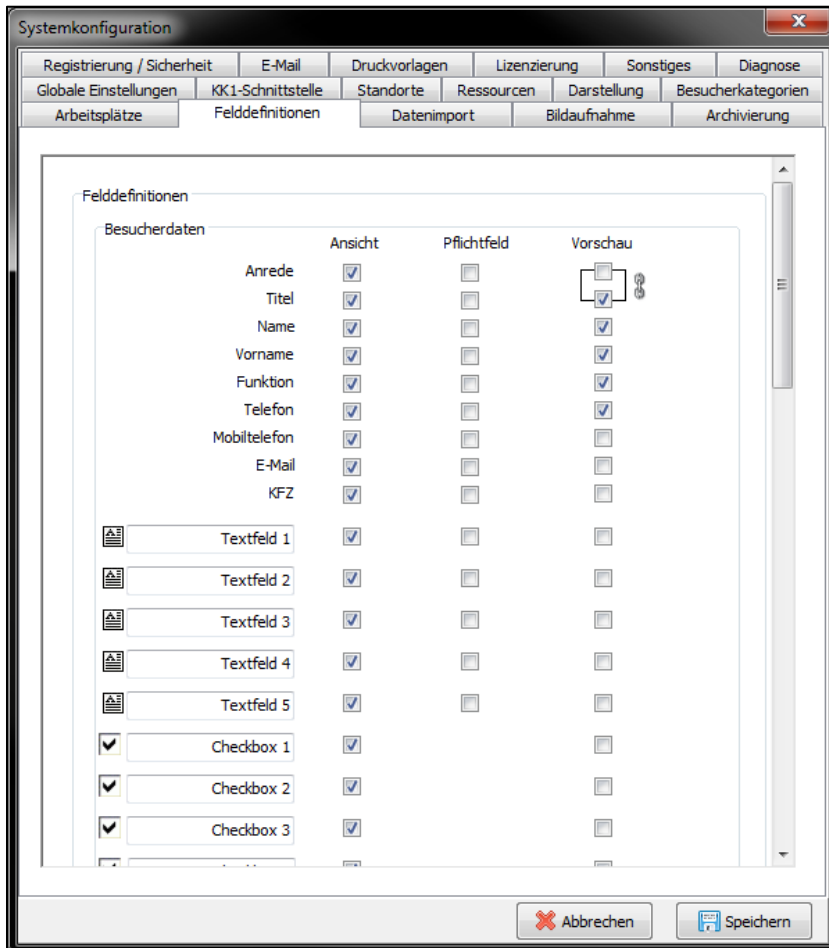 Systemkonfiguration
Registrierung / Sicherheit E-Mail Druckvorlagen Lizenzierung Sonstiges Diagnose
Globale Einstellungen KK1-Schnittstelle Standorte Ressourcen Darstellung Besucherkategorien
Arbeitsplätze Felddefinitionen Datenimport Bildaufnahme Archivierung
Felddefinitionen
Besucherdaten
Ansicht Pflichtfeld Vorschau
Anrede
Titel
Name
Vorname
Funktion
Telefon
Mobiltelefon
E-Mail
KFZ
Textfeld 1
Textfeld 2
Textfeld 3
Textfeld 4
Textfeld 5
Checkbox 1
Checkbox 2
Checkbox 3
Abbrechen Speichern